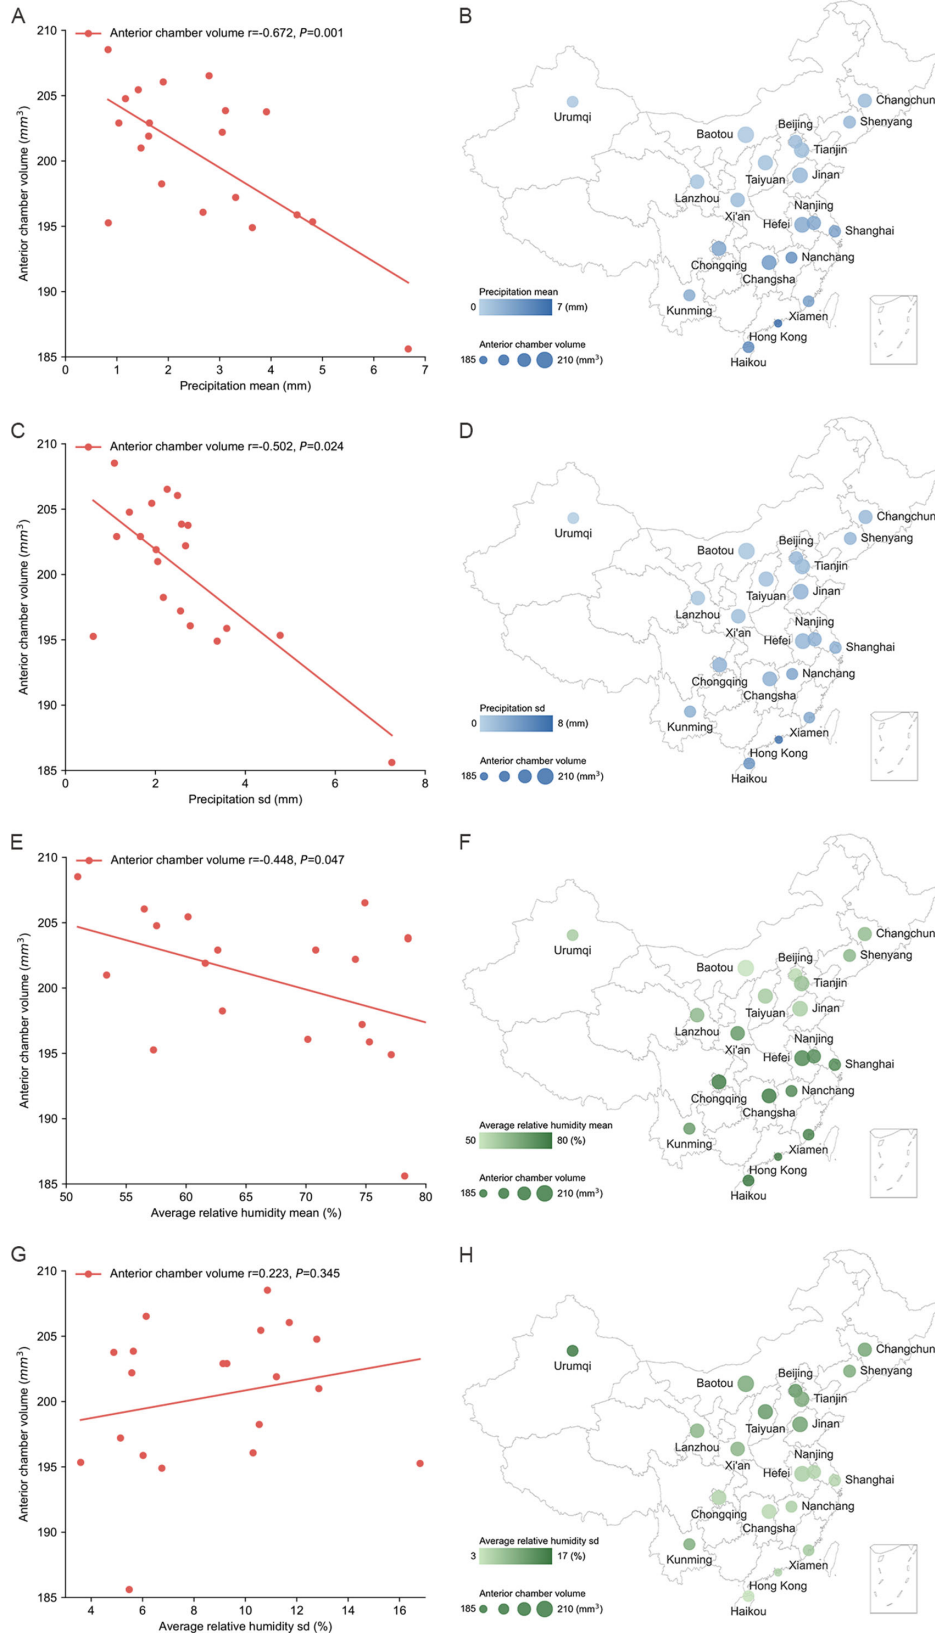 A
Anterior chamber volume r=-0.672, P=0.001
Anterior chamber volume (mm³)
210
205
200
195
190
185
0 1 2 3 4 5 6 7
Precipitation mean (mm)
B
Urumqi
Changchun
Shenyang
Beijing
Baotou
Tianjin
Taiyuan
Jinan
Lanzhou
Xi'an
Nanjing
Hefei
Shanghai
Chongqing
Nanchang
Changsha
Kunming
Xiamen
Hong Kong
Haikou
Precipitation mean
0 7 (mm)
Anterior chamber volume
185 210 (mm³)
C
Anterior chamber volume r=-0.502, P=0.024
Anterior chamber volume (mm³)
210
205
200
195
190
185
0 2 4 6 8
Precipitation sd (mm)
D
Urumqi
Changchun
Shenyang
Beijing
Baotou
Tianjin
Taiyuan
Jinan
Lanzhou
Xi'an
Nanjing
Hefei
Shanghai
Chongqing
Nanchang
Changsha
Kunming
Xiamen
Hong Kong
Haikou
Precipitation sd
0 8 (mm)
Anterior chamber volume
185 210 (mm³)
E
Anterior chamber volume r=-0.448, P=0.047
Anterior chamber volume (mm³)
210
205
200
195
190
185
50 55 60 65 70 75 80
Average relative humidity mean (%)
F
Urumqi
Changchun
Shenyang
Beijing
Baotou
Tianjin
Taiyuan
Jinan
Lanzhou
Xi'an
Nanjing
Hefei
Shanghai
Chongqing
Nanchang
Changsha
Kunming
Xiamen
Hong Kong
Haikou
Average relative humidity mean
50 80 (%)
Anterior chamber volume
185 210 (mm³)
G
Anterior chamber volume r=0.223, P=0.345
Anterior chamber volume (mm³)
210
205
200
195
190
185
4 6 8 10 12 14 16
Average relative humidity sd (%)
H
Urumqi
Changchun
Shenyang
Beijing
Baotou
Tianjin
Taiyuan
Jinan
Lanzhou
Xi'an
Nanjing
Hefei
Shanghai
Chongqing
Nanchang
Changsha
Kunming
Xiamen
Hong Kong
Haikou
Average relative humidity sd
3 17 (%)
Anterior chamber volume
185 210 (mm³)